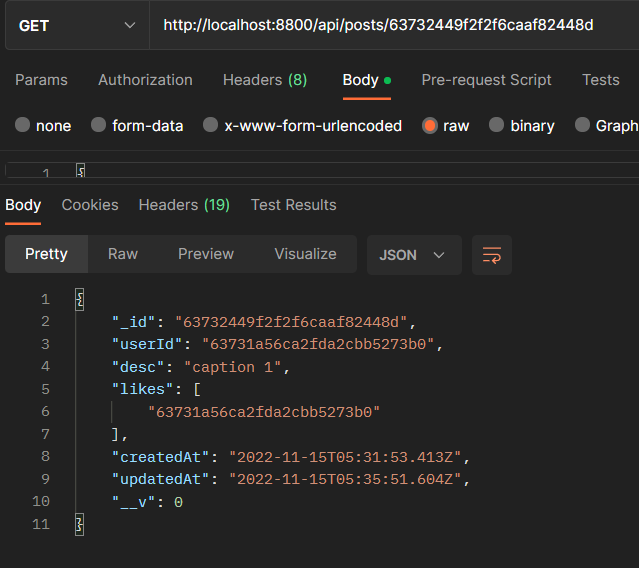 GET http://localhost:8800/api/posts/63732449f2f2f6caaf82448d
Params Authorization Headers (8) Body Pre-request Script Tests
none form-data x-www-form-urlencoded raw binary Graph
1 {
Body Cookies Headers (19) Test Results
Pretty Raw Preview Visualize JSON
1 {
2 "_id": "63732449f2f2f6caaf82448d",
3 "userId": "63731a56ca2fda2cbb5273b0",
4 "desc": "caption 1",
5 "likes": [
6 "63731a56ca2fda2cbb5273b0"
7 ],
8 "createdAt": "2022-11-15T05:31:53.413Z",
9 "updatedAt": "2022-11-15T05:35:51.604Z",
10 "__v": 0
11 }